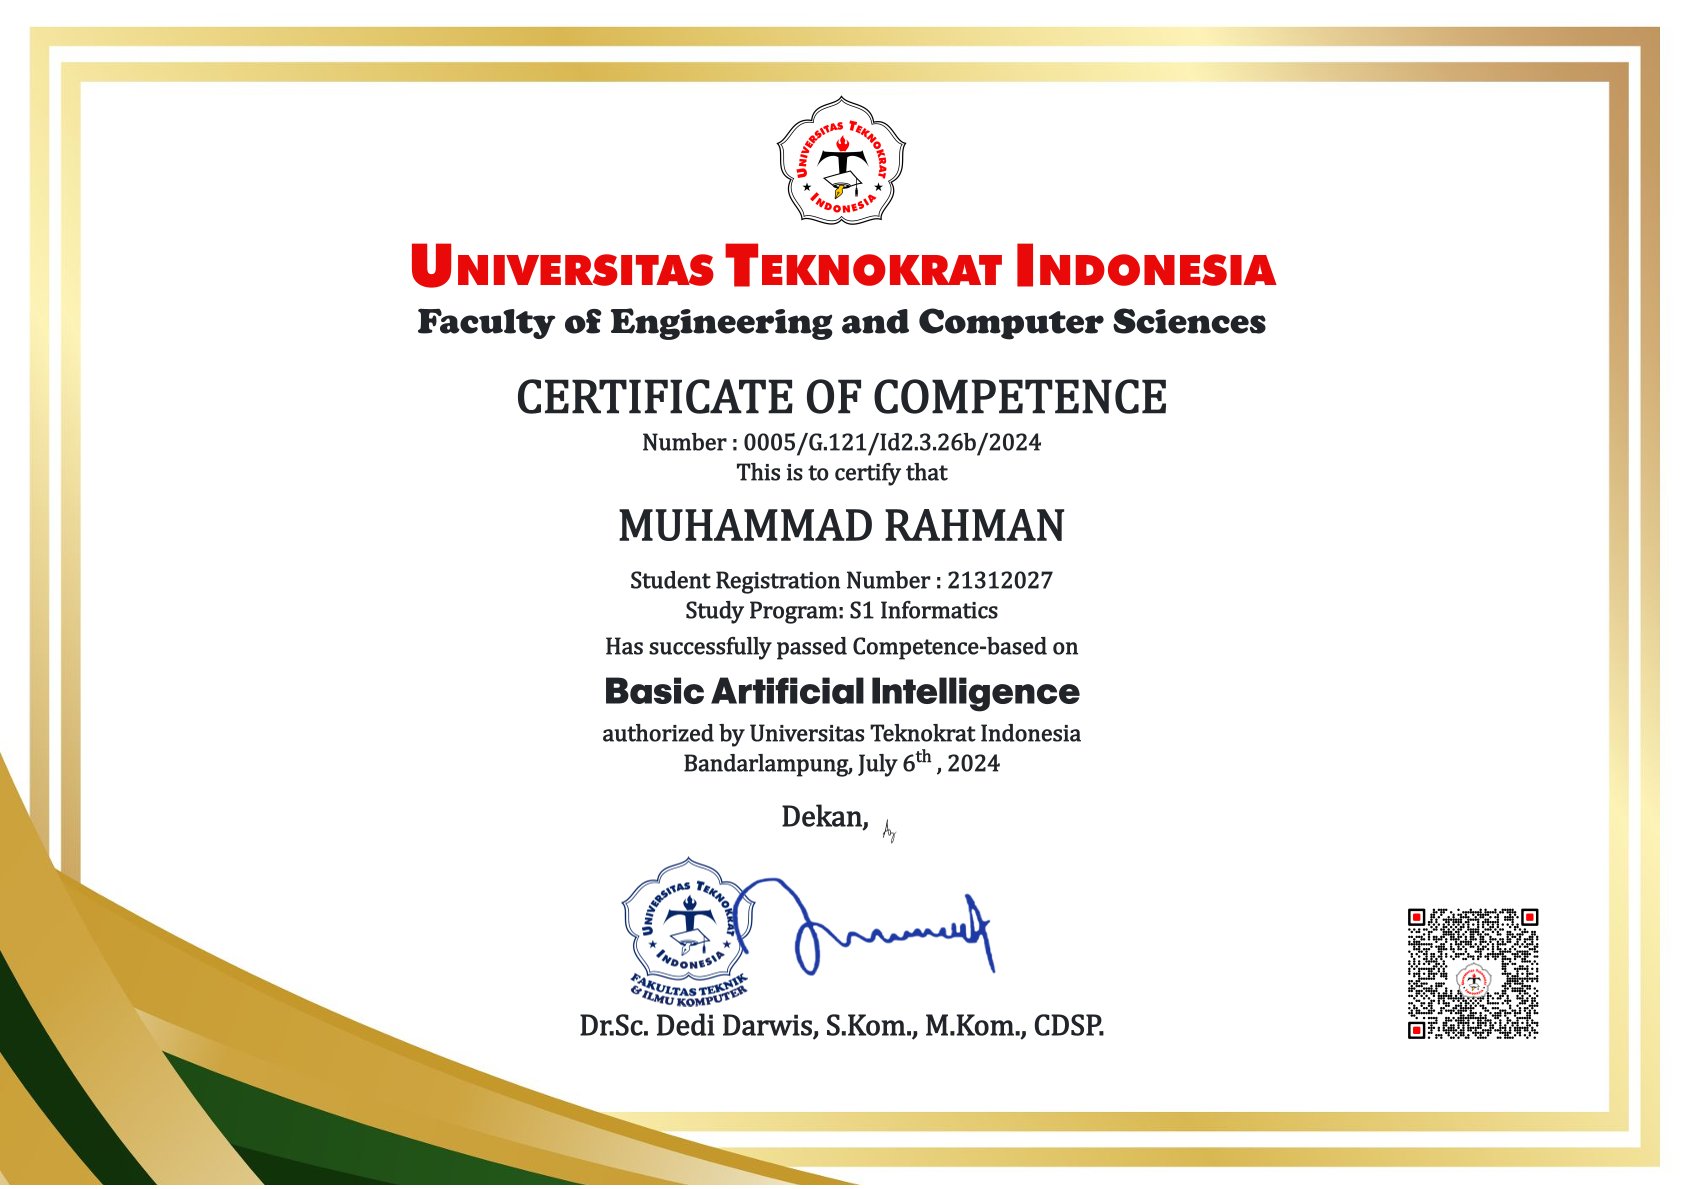 UNIVERSITAS TEKNOKRAT
INDONESIA
UNIVERSITAS TEKNOKRAT INDONESIA
Faculty of Engineering and Computer Sciences
CERTIFICATE OF COMPETENCE
Number : 0005/G.121/Id2.3.26b/2024
This is to certify that
MUHAMMAD RAHMAN
Student Registration Number : 21312027
Study Program: S1 Informatics
Has successfully passed Competence-based on
Basic Artificial Intelligence
authorized by Universitas Teknokrat Indonesia
Bandarlampung, July 6th , 2024
Dekan,
UNIVERSITAS TEKNOKRAT
INDONESIA
FAKULTAS TEKNIK
& ILMU KOMPUTER
Dr.Sc. Dedi Darwis, S.Kom., M.Kom., CDSP.